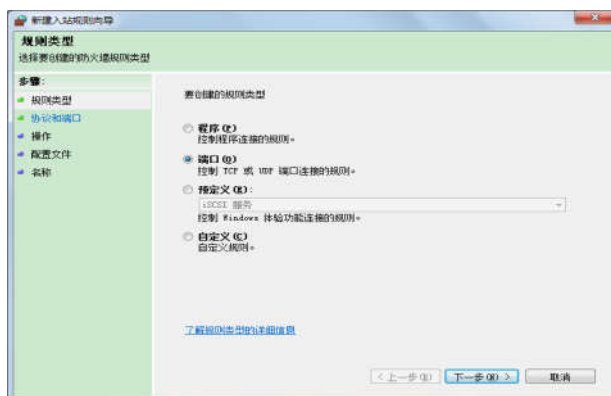 新建入站规则向导
规则类型
选择要创建的防火墙规则类型
步骤:
规则类型
协议和端口
操作
配置文件
名称
要创建的规则类型
程序(P)
控制程序连接的规则。
端口(O)
控制 TCP 或 UDP 端口连接的规则。
预定义(E):
iSCSI 服务
控制 Windows 体验功能连接的规则。
自定义(C)
自定义规则。
了解规则类型的详细信息
< 上一步(B)
下一步(N) >
取消